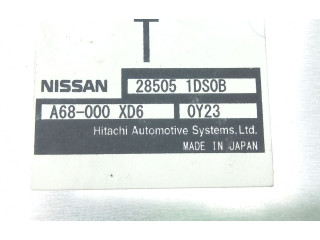 T
NISSAN 28505 1DS0B
A68-000 XD6 0Y23
Hitachi Automotive Systems, Ltd.
MADE IN JAPAN